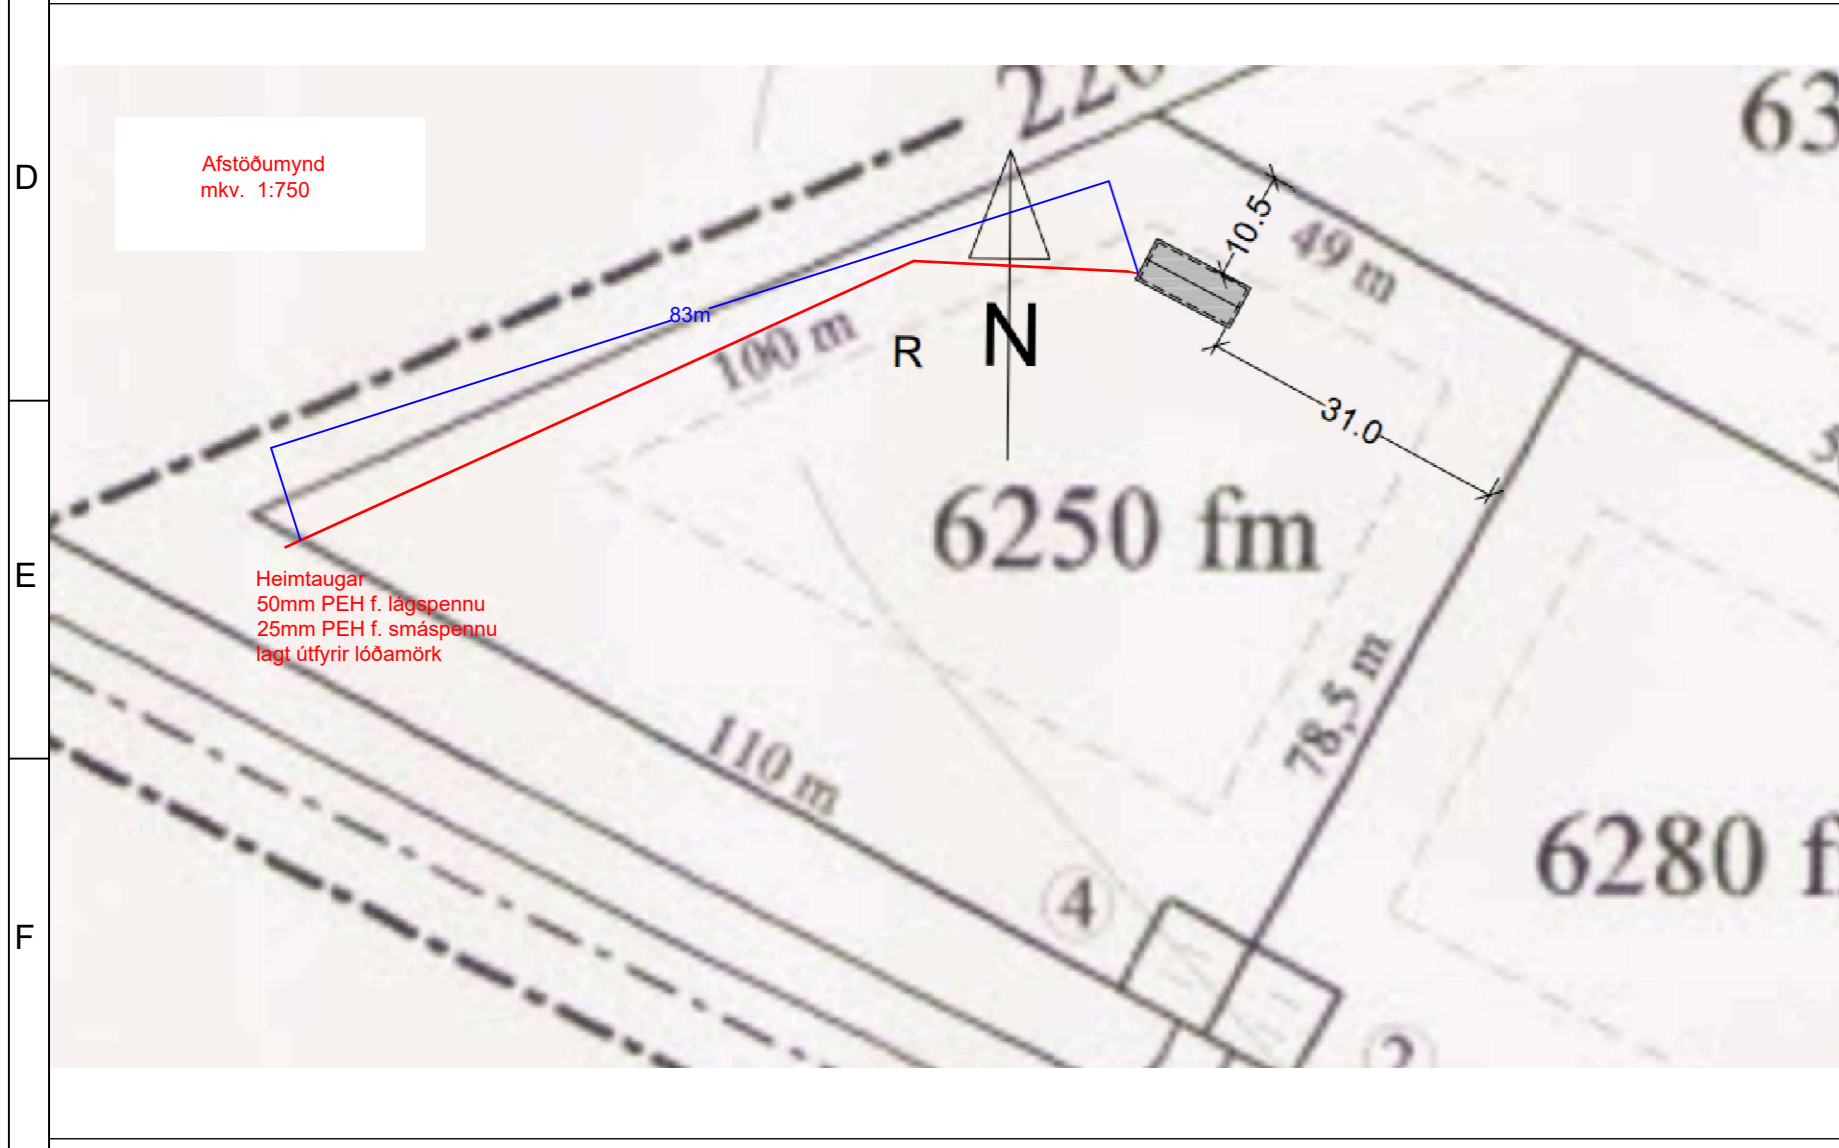 D
Afstöðumynd
mkv. 1:750
10.5
49 m
83m
100 m
R
N
31.0
E
6250 fm
Heimtaugar
50mm PEH f. lágspennu
25mm PEH f. smáspennu
lagt útfyrir lóðamörk
78,5 m
110 m
6280
4
F
2